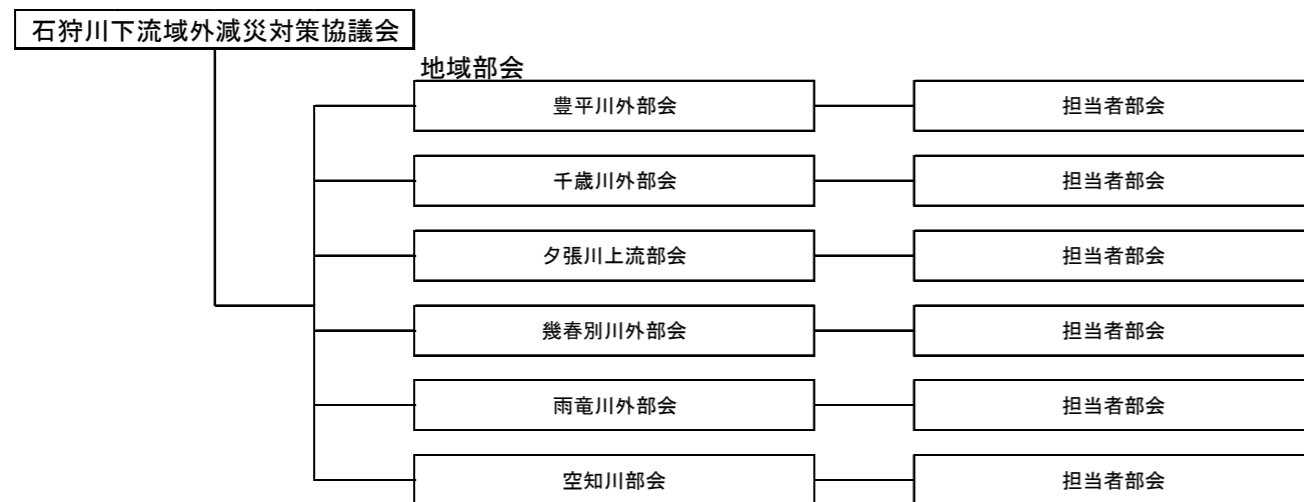 石狩川下流域外減災対策協議会
地域部会
豊平川外部会
担当者部会
千歳川外部会
担当者部会
夕張川上流部会
担当者部会
幾春別川外部会
担当者部会
雨竜川外部会
担当者部会
空知川部会
担当者部会